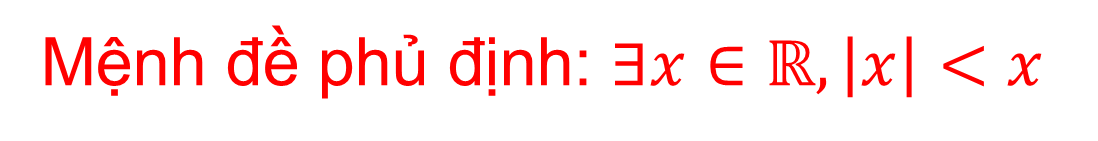 Mệnh đề phủ định: ∃𝑥 ∈ ℝ, |𝑥| < 𝑥